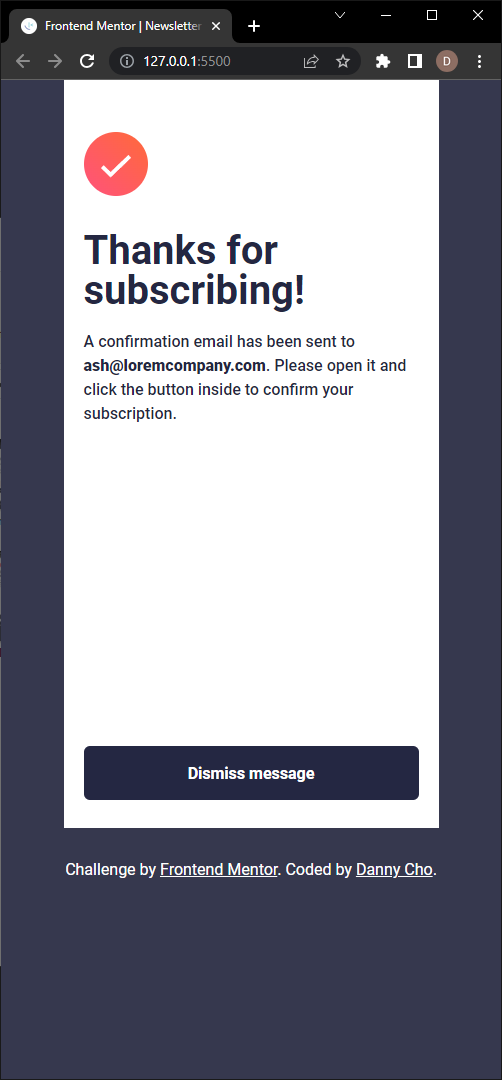 Frontend Mentor | Newsletter
127.0.0.1:5500
D
Thanks for
subscribing!
A confirmation email has been sent to
ash@loremcompany.com. Please open it and
click the button inside to confirm your
subscription.
Dismiss message
Challenge by Frontend Mentor. Coded by Danny Cho.